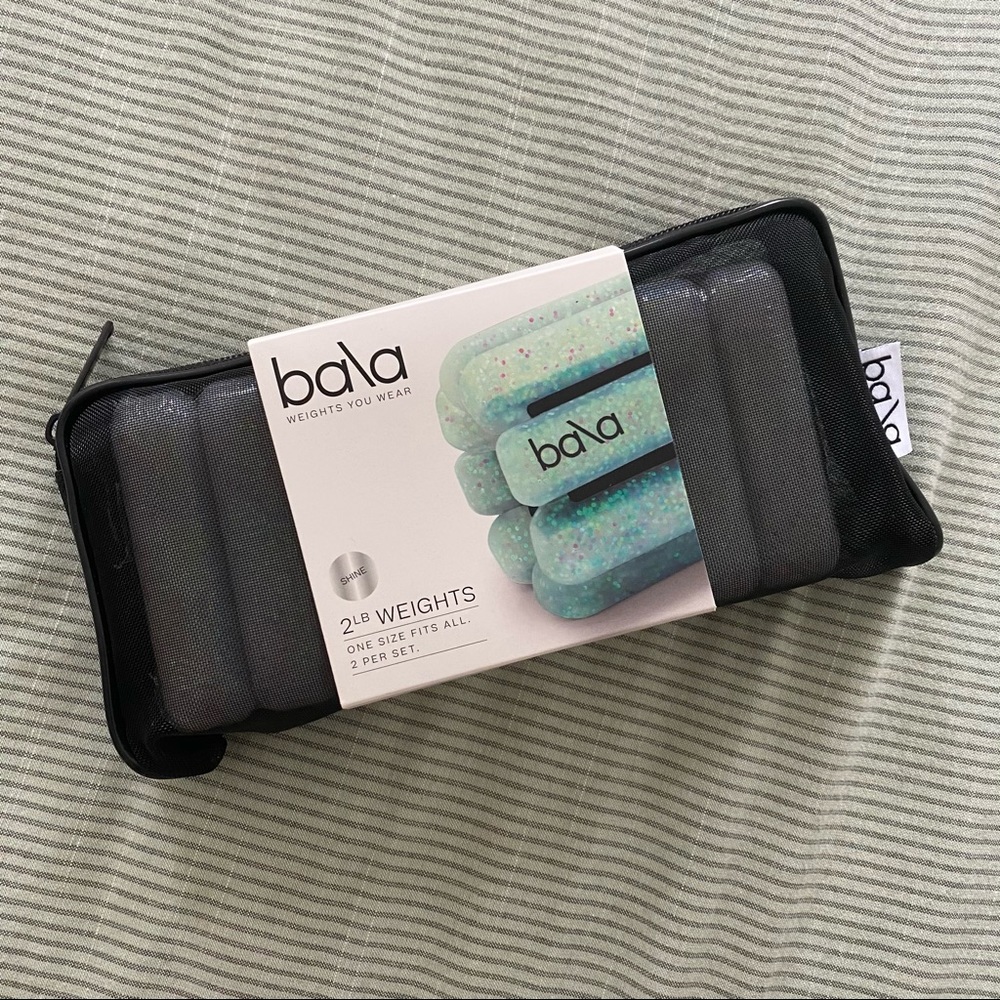 ba\a
WEIGHTS YOU WEAR
ba\a
SHINE
2LB WEIGHTS
ONE SIZE FITS ALL.
2 PER SET.
ba\a